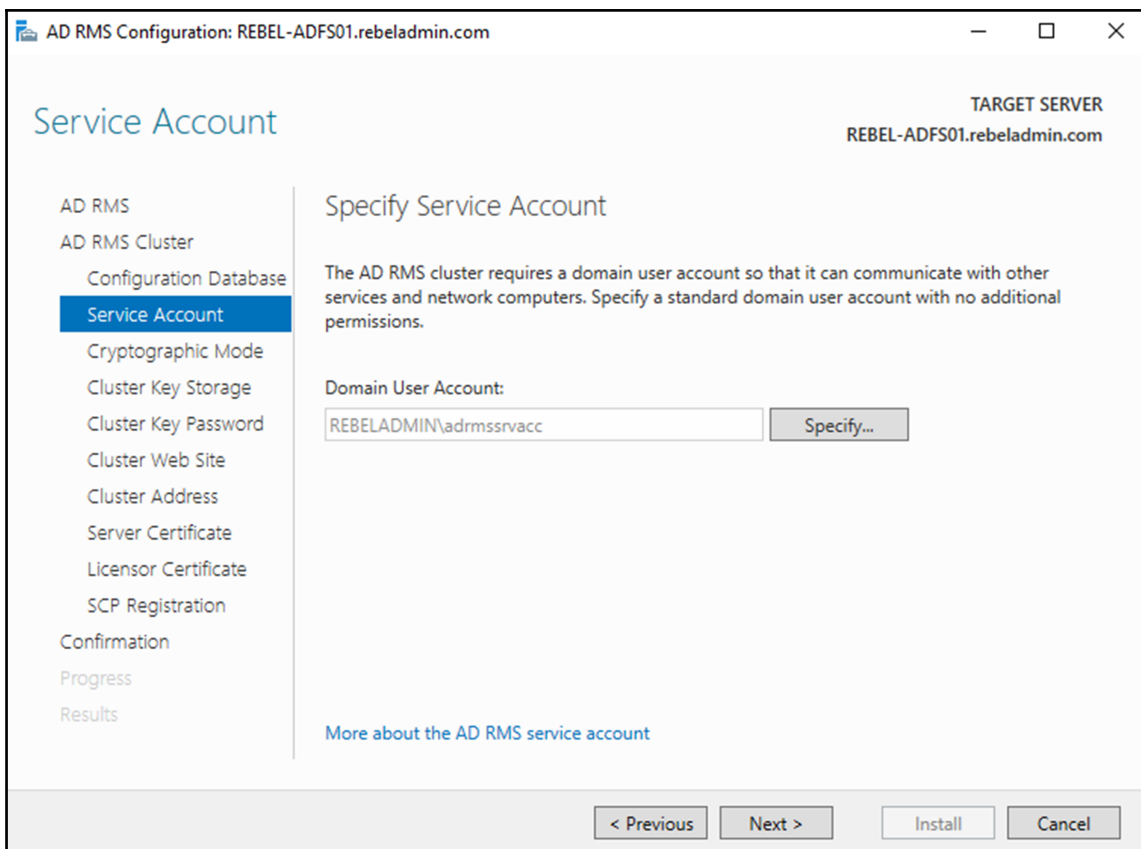 AD RMS Configuration: REBEL-ADFS01.rebeladmin.com
Service Account
TARGET SERVER
REBEL-ADFS01.rebeladmin.com
AD RMS
AD RMS Cluster
Configuration Database
Service Account
Cryptographic Mode
Cluster Key Storage
Cluster Key Password
Cluster Web Site
Cluster Address
Server Certificate
Licensor Certificate
SCP Registration
Confirmation
Progress
Results
Specify Service Account
The AD RMS cluster requires a domain user account so that it can communicate with other
services and network computers. Specify a standard domain user account with no additional
permissions.
Domain User Account:
REBELADMIN\adrmssrvacc
Specify...
More about the AD RMS service account
< Previous
Next >
Install
Cancel